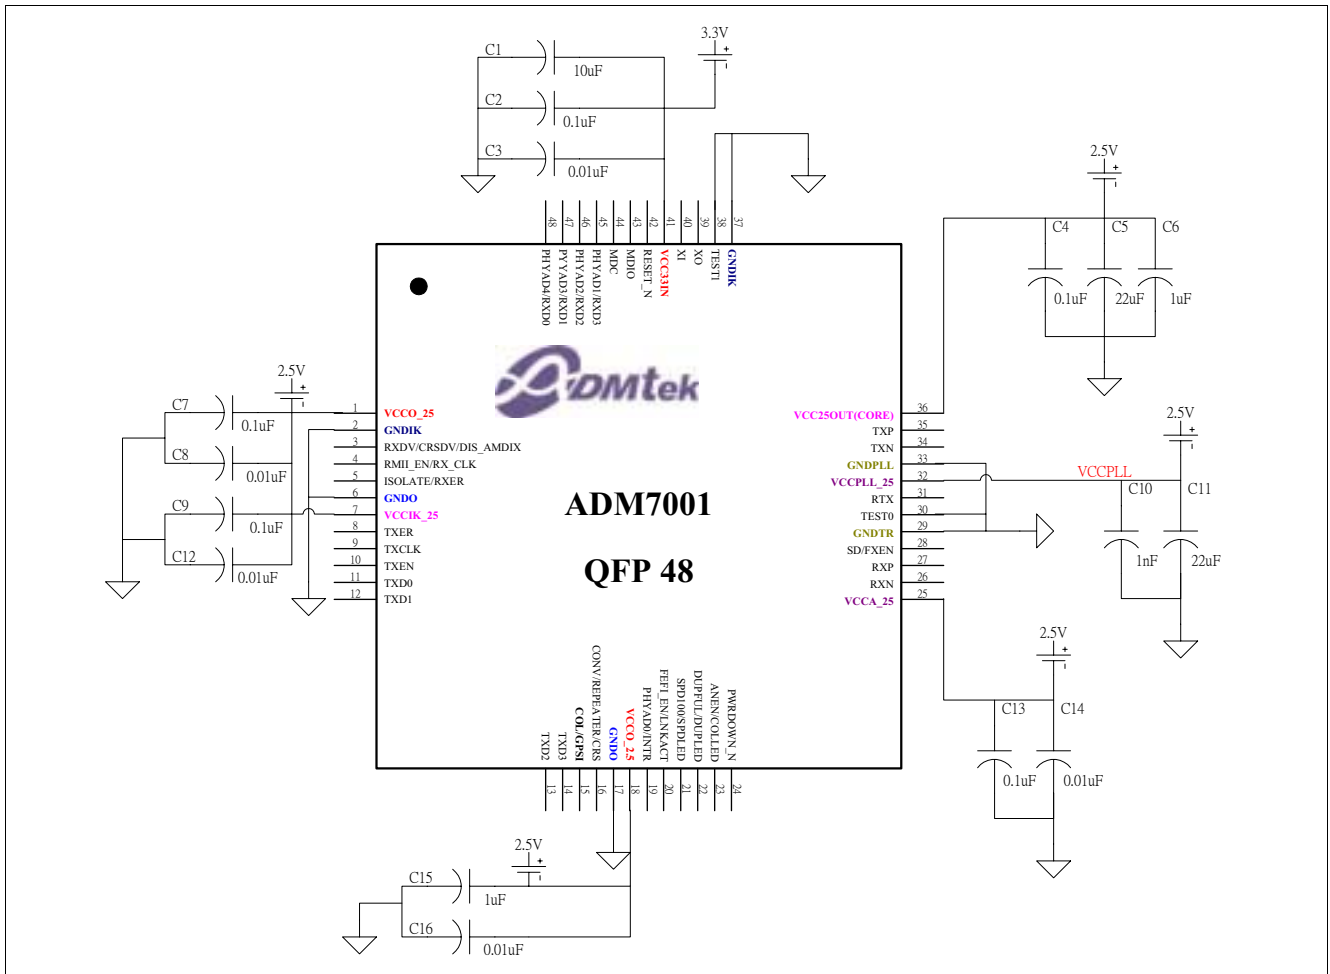 C1
10uF
3.3V
+
-
C2
0.1uF
C3
0.01uF
48
47
46
45
44
43
42
41
40
39
38
37
PHYAD4/RXD0
PYYAD3/RXD1
PHYAD2/RXD2
PHYAD1/RXD3
MDC
MDIO
RESET_N
VCC33IN
XI
XO
TEST1
GNDIK
2.5V
+
-
C4
C5
C6
0.1uF
22uF
1uF
ADMtek
2.5V
+
-
C7
0.1uF
C8
0.01uF
C9
0.1uF
C12
0.01uF
1 VCCO_25
2 GNDIK
3 RXDV/CRSDV/DIS_AMDIX
4 RMII_EN/RX_CLK
5 ISOLATE/RXER
6 GNDO
7 VCCIK_25
8 TXER
9 TXCLK
10 TXEN
11 TXD0
12 TXD1
ADM7001
QFP 48
VCC25OUT(CORE) 36
TXP 35
TXN 34
GNDPLL 33
VCCPLL_25 32
RTX 31
TEST0 30
GNDTR 29
SD/FXEN 28
RXP 27
RXN 26
VCCA_25 25
2.5V
+
-
VCCPLL
C10
C11
1nF
22uF
2.5V
+
-
C13
C14
0.1uF
0.01uF
TXD2
TXD3
COL/GPSI
CONV/REPEATER/CRS
GNDO
VCCO_2.5
PHYAD0/INTR
FEFI_EN/LNKACT
SPD100/SPDLED
DUPFUL/DUPLED
ANEN/COLLED
PWRDOWN_N
13
14
15
16
17
18
19
20
21
22
23
24
2.5V
+
-
C15
1uF
C16
0.01uF